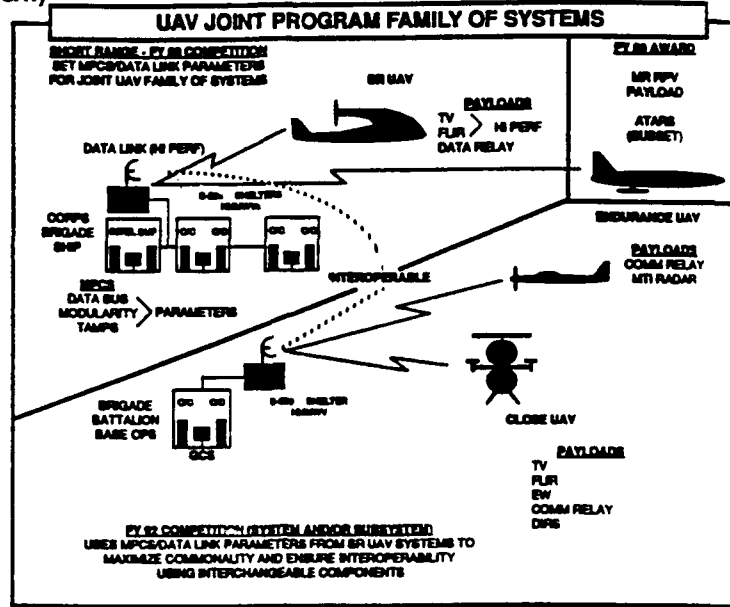 UAV JOINT PROGRAM FAMILY OF SYSTEMS
SHORT RANGE - FY 88 COMPETITION
SET MPCS/DATA LINK PARAMETERS
FOR JOINT UAV FAMILY OF SYSTEMS
SR UAV
PAYLOADS
TV
FLIR
HI PERF
DATA RELAY
FY 88 AWARD
MR RPV
PAYLOAD
ATARS
(SUBSET)
DATA LINK (HI PERF)
SHELTERS
CORPS
BRIGADE
SHIP
C/C
C/C
MPCS
DATA BUS
MODULARITY
TAMPS
PARAMETERS
INTEROPERABLE
ENDURANCE UAV
PAYLOADS
COMM RELAY
MTI RADAR
SHELTER
BRIGADE
BATTALION
BASE OPS
C/C
GCS
CLOSE UAV
PAYLOADS
TV
FLIR
EW
COMM RELAY
DIRS
FY 92 COMPETITION (SYSTEM AND/OR SUBSYSTEM)
USES MPCS/DATA LINK PARAMETERS FROM SR UAV SYSTEMS TO
MAXIMIZE COMMONALITY AND ENSURE INTEROPERABILITY
USING INTERCHANGEABLE COMPONENTS